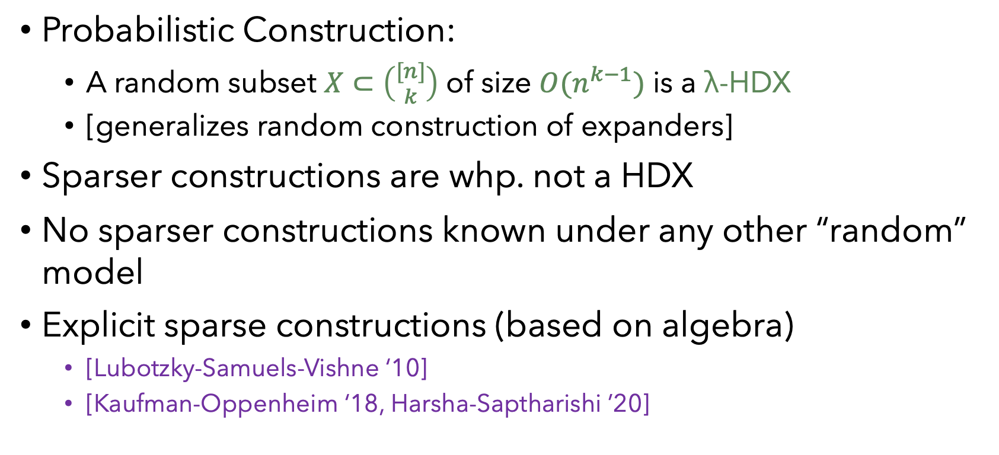 • Probabilistic Construction:
• A random subset X ⊂ ([n] k) of size O(n^{k−1}) is a λ-HDX
• [generalizes random construction of expanders]
• Sparser constructions are whp. not a HDX
• No sparser constructions known under any other “random”
model
• Explicit sparse constructions (based on algebra)
• [Lubotzky-Samuels-Vishne ‘10]
• [Kaufman-Oppenheim ‘18, Harsha-Saptharishi ’20]